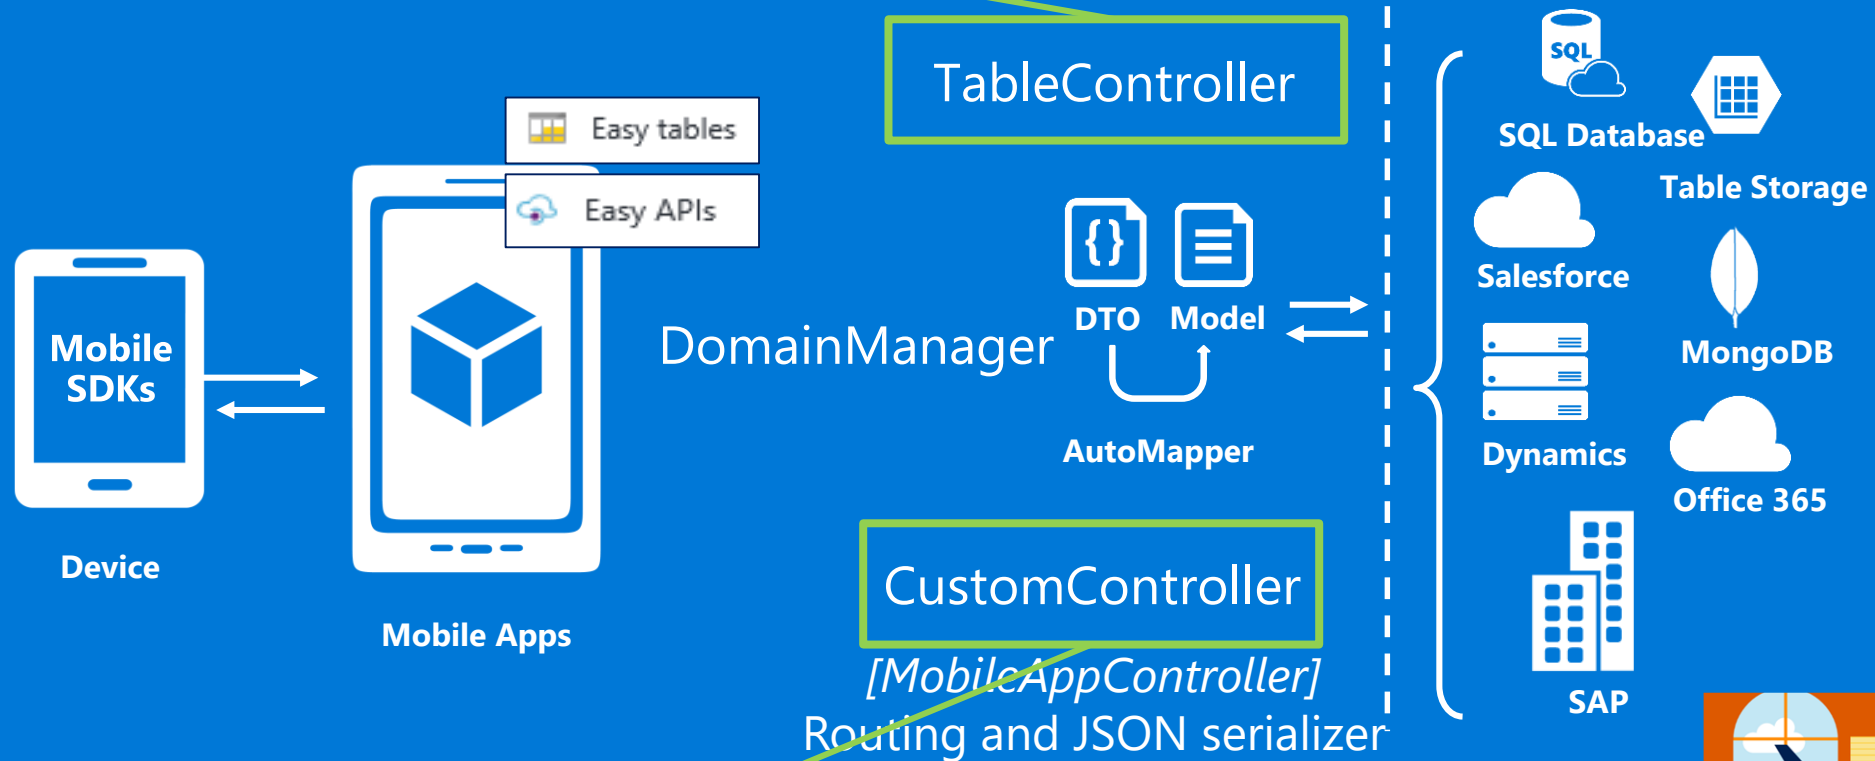 TableController
Easy tables
Easy APIs
Mobile
SDKs
Device
Mobile Apps
DomainManager
{}
DTO
Model
AutoMapper
CustomController
[MobileAppController]
Routing and JSON serializer
SQL
SQL Database
Table Storage
Salesforce
MongoDB
Dynamics
Office 365
SAP